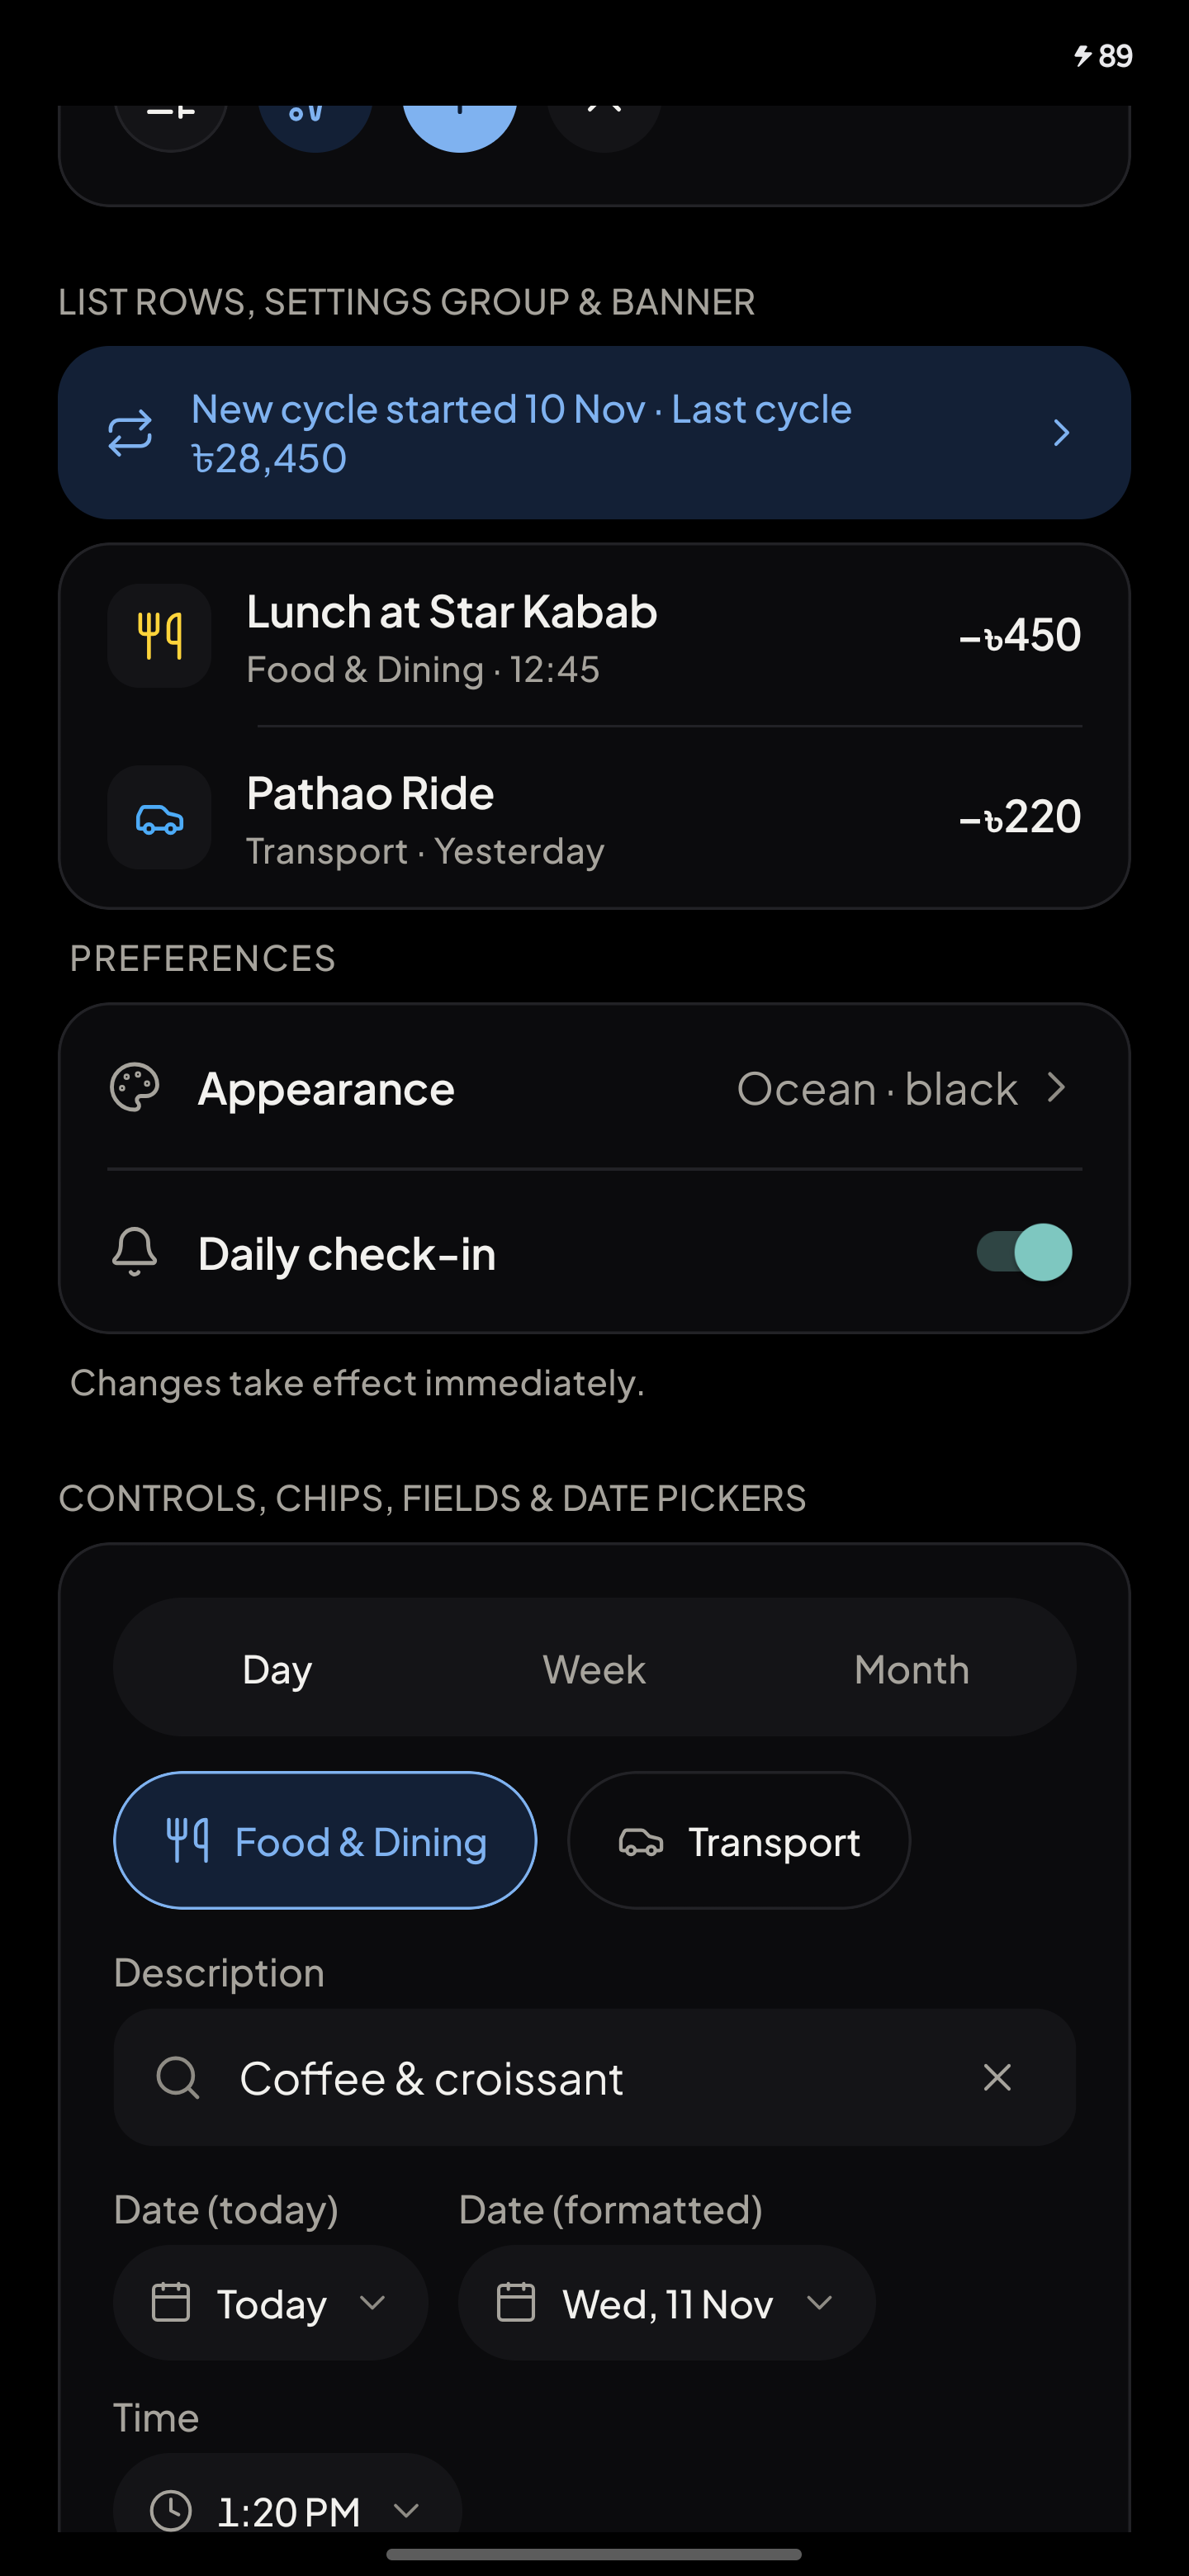 89
LIST ROWS, SETTINGS GROUP & BANNER
New cycle started 10 Nov · Last cycle
৳28,450
Lunch at Star Kabab
Food & Dining · 12:45
−৳450
Pathao Ride
Transport · Yesterday
−৳220
PREFERENCES
Appearance
Ocean · black
Daily check-in
Changes take effect immediately.
CONTROLS, CHIPS, FIELDS & DATE PICKERS
Day
Week
Month
Food & Dining
Transport
Description
Coffee & croissant
Date (today)
Date (formatted)
Today
Wed, 11 Nov
Time
1:20 PM